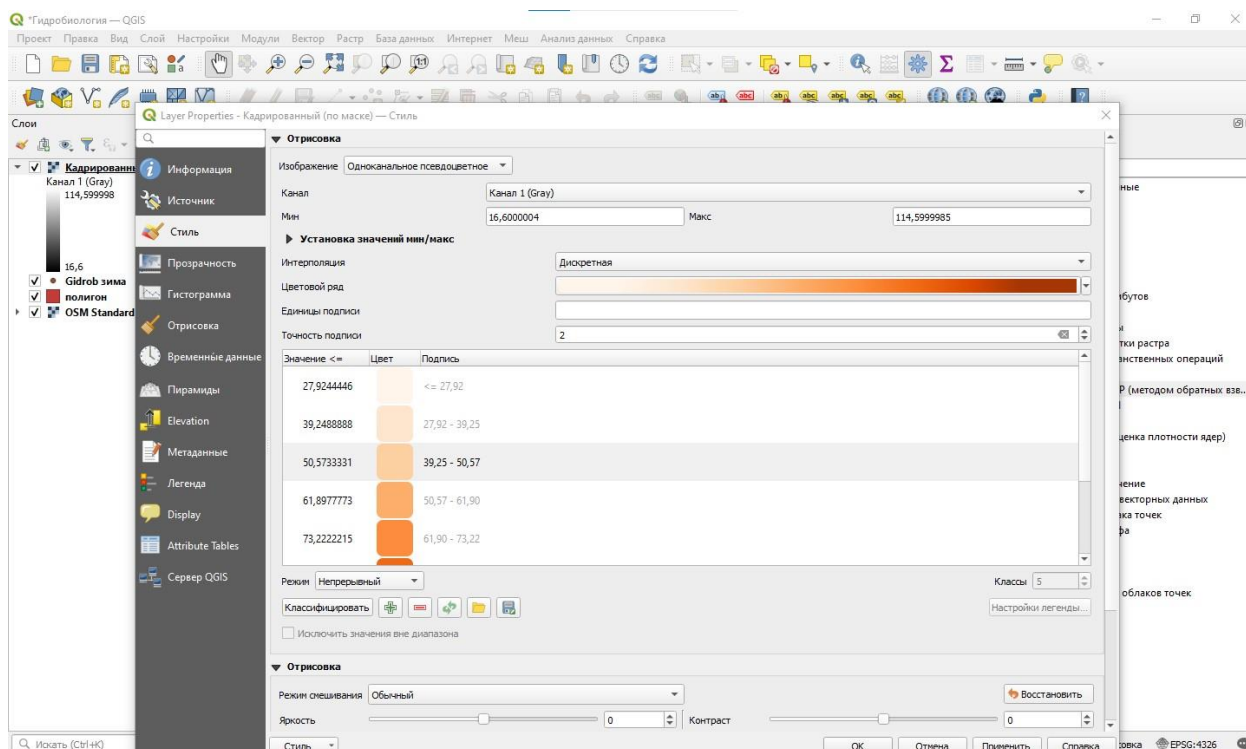 *Гидробиология — QGIS
Проект Правка Вид Слой Настройки Модули Вектор Растр База данных Интернет Меш Анализ данных Справка
Слои
Layer Properties - Кадрированный (по маске) — Стиль
Кадрированн
Канал 1 (Gray)
114,599998
16,6
Gidrob зима
полигон
OSM Standard
Информация
Источник
Стиль
Прозрачность
Гистограмма
Отрисовка
Временные данные
Пирамиды
Elevation
Метаданные
Легенда
Display
Attribute Tables
Сервер QGIS
Отрисовка
Изображение Одноканальное псевдоцветное
Канал Канал 1 (Gray)
Мин 16,6000004 Макс 114,5999985
Установка значений мин/макс
Интерполяция Дискретная
Цветовой ряд
Единицы подписи
Точность подписи 2
Значение <= Цвет Подпись
27,9244446 <= 27,92
39,2488888 27,92 - 39,25
50,5733331 39,25 - 50,57
61,8977773 50,57 - 61,90
73,2222215 61,90 - 73,22
Режим Непрерывный Классы 5
Классифицировать Настройки легенды...
Исключить значения вне диапазона
Отрисовка
Режим смешивания Обычный Восстановить
Яркость 0 Контраст 0
Стиль OK Отмена Применить Справка
ные
ибутов
ы
тки растра
анственных операций
Р (методом обратных взв...
ценка плотности ядер)
чение
векторных данных
ака точек
фа
облаков точек
Искать (Ctrl+K) овка EPSG:4326